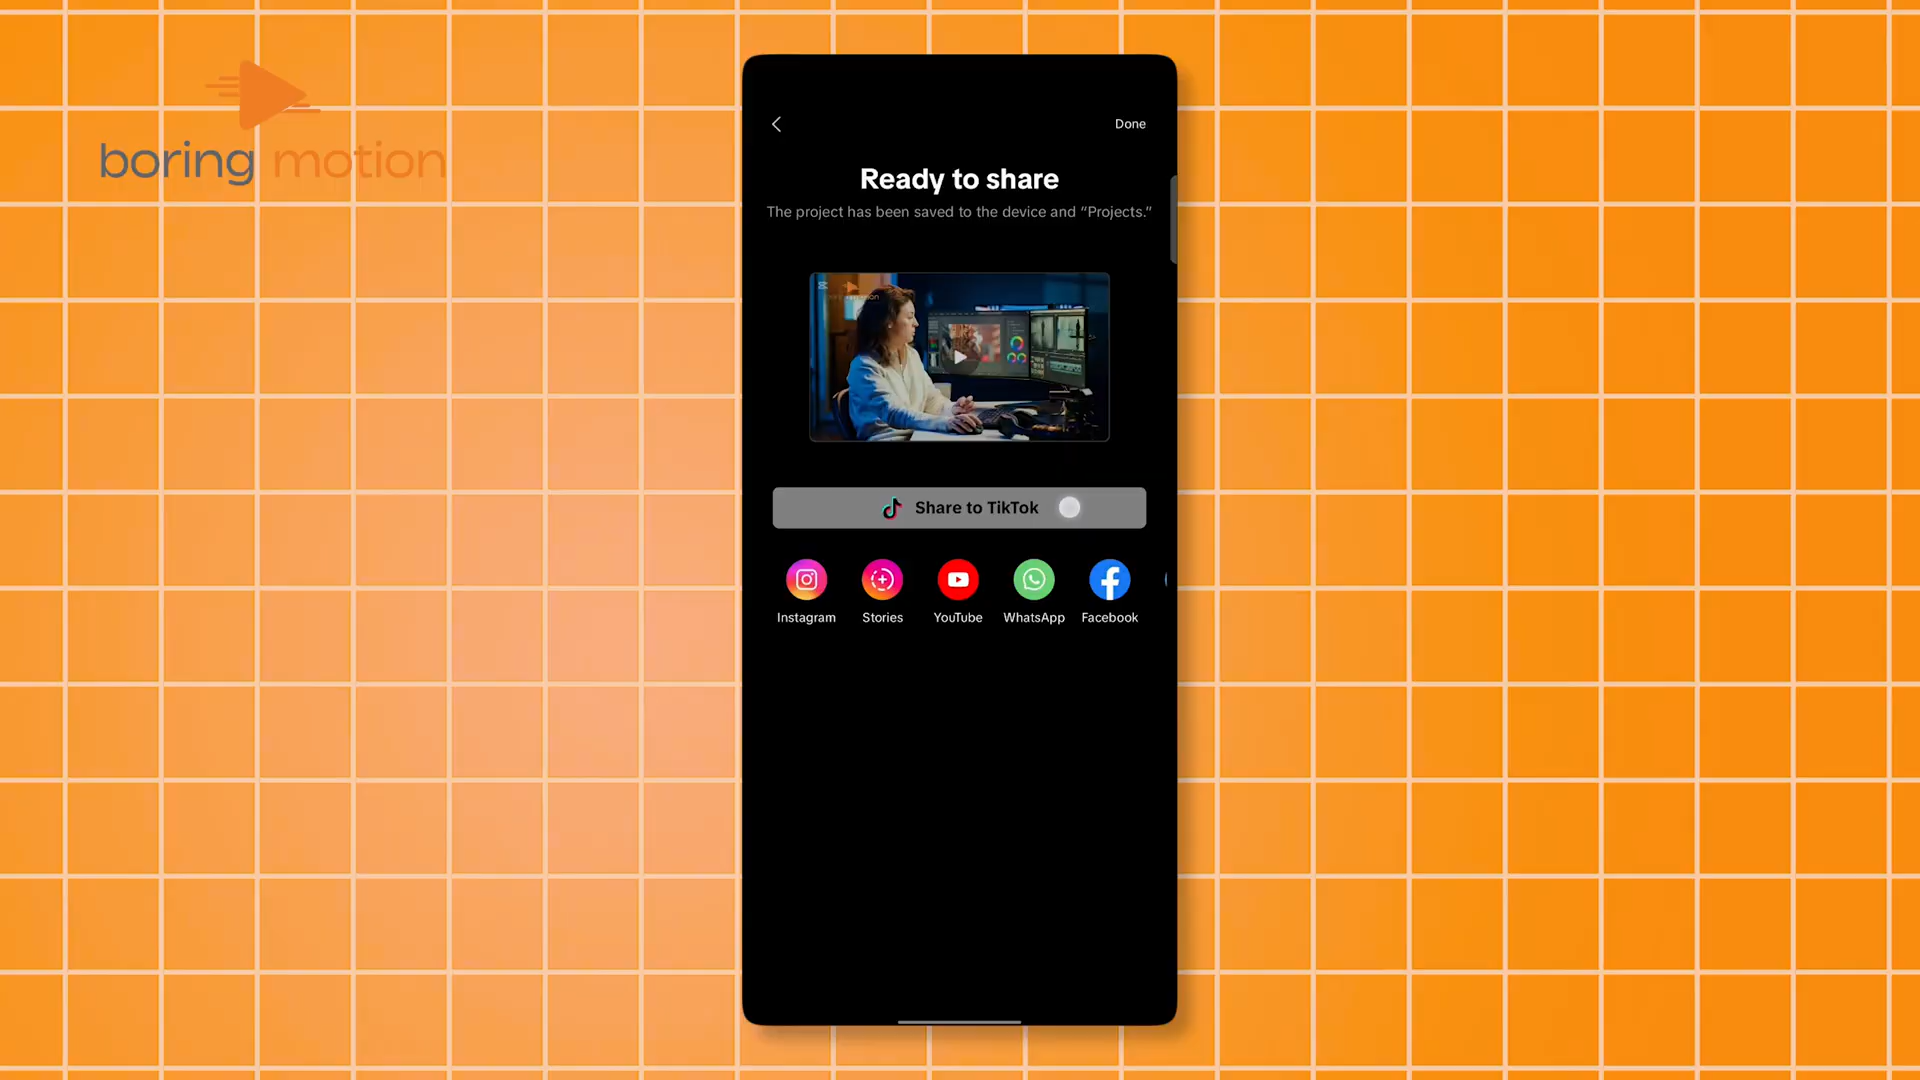 boring motion
Done
Ready to share
The project has been saved to the device and “Projects.”
Share to TikTok
Instagram
Stories
YouTube
WhatsApp
Facebook